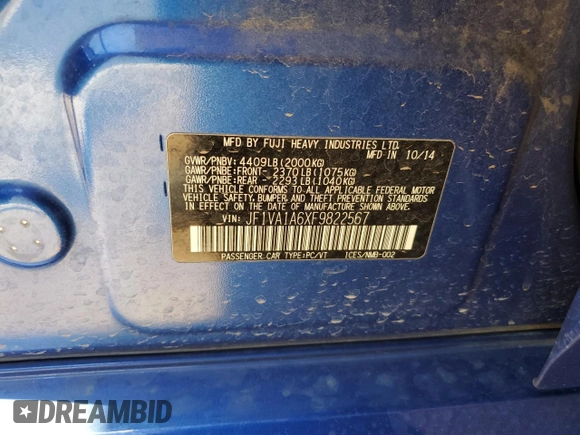 MFD BY FUJI HEAVY INDUSTRIES LTD.
MFD IN 10/14
GVWR/PNBV: 4409LB(2000KG)
GAWR/PNBE:FRONT- 2370LB(1075KG)
GAWR/PNBE:REAR - 2293LB(1040KG)
THIS VEHICLE CONFORMS TO ALL APPLICABLE FEDERAL MOTOR
VEHICLE SAFETY, BUMPER, AND THEFT PREVENTION STANDARDS
IN EFFECT ON THE DATE OF MANUFACTURE SHOWN ABOVE.
VIN: JF1VA1A6XF9822567
PASSENGER CAR TYPE:PC/VT ICES/NMB-002
DREAMBID